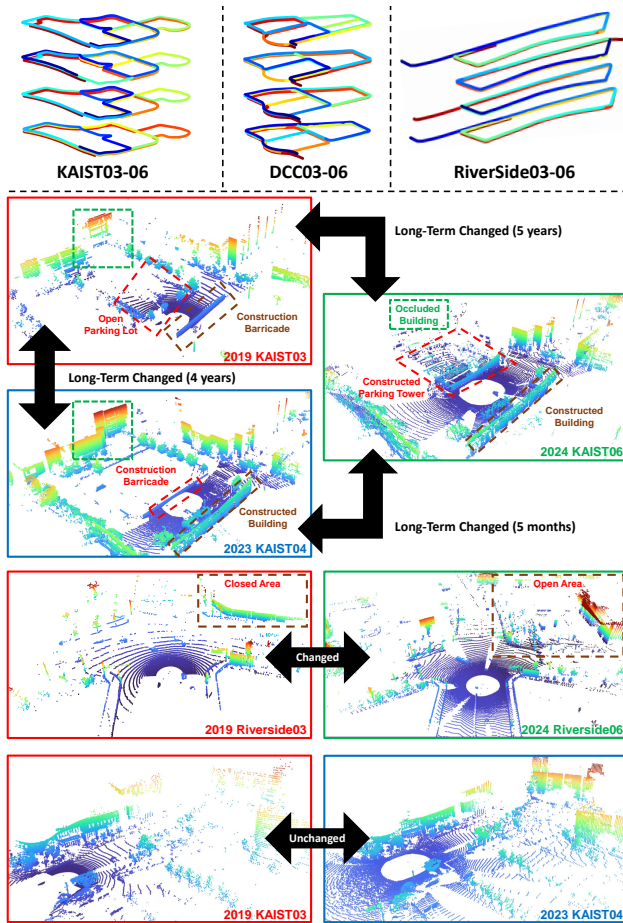 KAIST03-06
DCC03-06
RiverSide03-06
Long-Term Changed (5 years)
Open
Parking Lot
Construction
Barricade
2019 KAIST03
Occluded
Building
Constructed
Parking Tower
Constructed
Building
2024 KAIST06
Long-Term Changed (4 years)
Construction
Barricade
Constructed
Building
2023 KAIST04
Long-Term Changed (5 months)
Closed Area
2019 Riverside03
Changed
Open Area
2024 Riverside06
Unchanged
2019 KAIST03
2023 KAIST04